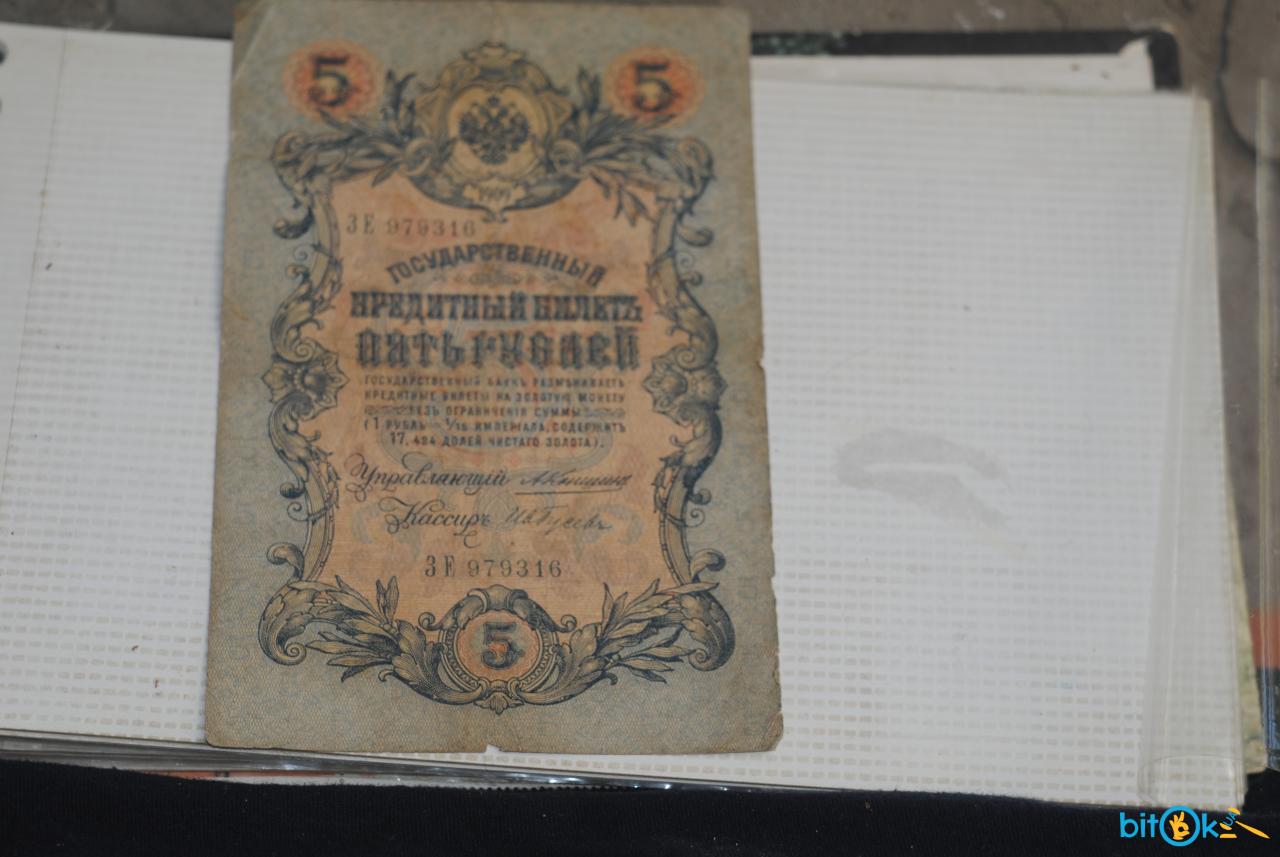 5 5
1909
ЗЕ 979316
ГОСУДАРСТВЕННЫЙ
КРЕДИТНЫЙ БИЛЕТЪ
ПЯТЬ РУБЛЕЙ
ГОСУДАРСТВЕННЫЙ БАНКЪ РАЗМѢНИВАЕТЪ
КРЕДИТНЫЕ БИЛЕТЫ НА ЗОЛОТУЮ МОНЕТУ
БЕЗЪ ОГРАНИЧЕНІЯ СУММЫ
(1 РУБЛЬ = 1/15 ИМПЕРІАЛА, СОДЕРЖИТЪ
17,424 ДОЛЕЙ ЧИСТАГО ЗОЛОТА).
Управляющій
Кассиръ
ЗЕ 979316
5
bitOk